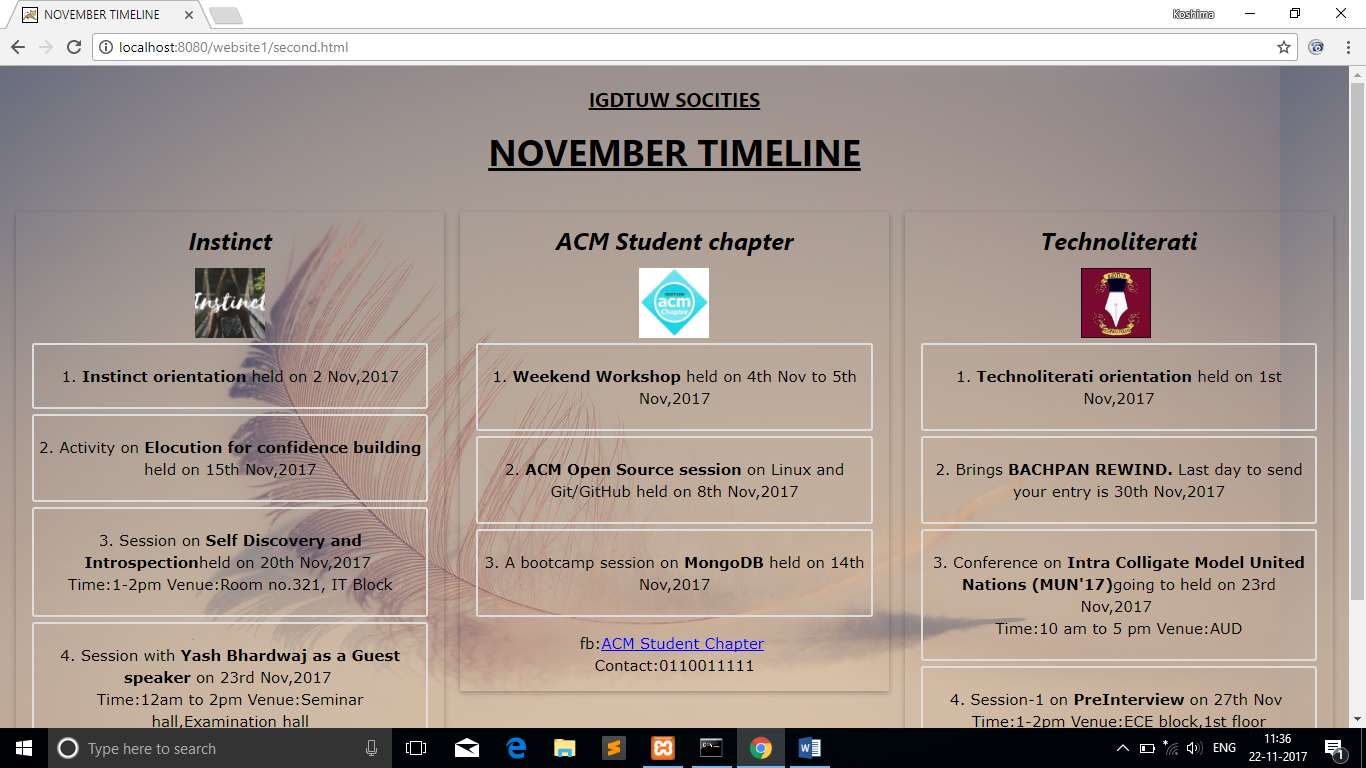 NOVEMBER TIMELINE
Koshima
localhost:8080/website1/second.html
IGDTUW SOCITIES
NOVEMBER TIMELINE
Instinct
Instinct
1. Instinct orientation held on 2 Nov,2017
2. Activity on Elocution for confidence building
held on 15th Nov,2017
3. Session on Self Discovery and
Introspectionheld on 20th Nov,2017
Time:1-2pm Venue:Room no.321, IT Block
4. Session with Yash Bhardwaj as a Guest
speaker on 23rd Nov,2017
Time:12am to 2pm Venue:Seminar
hall,Examination hall
ACM Student chapter
acm
Chapter
1. Weekend Workshop held on 4th Nov to 5th
Nov,2017
2. ACM Open Source session on Linux and
Git/GitHub held on 8th Nov,2017
3. A bootcamp session on MongoDB held on 14th
Nov,2017
fb:ACM Student Chapter
Contact:0110011111
Technoliterati
IGDTUW
1. Technoliterati orientation held on 1st
Nov,2017
2. Brings BACHPAN REWIND. Last day to send
your entry is 30th Nov,2017
3. Conference on Intra Colligate Model United
Nations (MUN'17)going to held on 23rd
Nov,2017
Time:10 am to 5 pm Venue:AUD
4. Session-1 on PreInterview on 27th Nov
Time:1-2pm Venue:ECE block,1st floor
Type here to search
ENG
11:36
22-11-2017
1